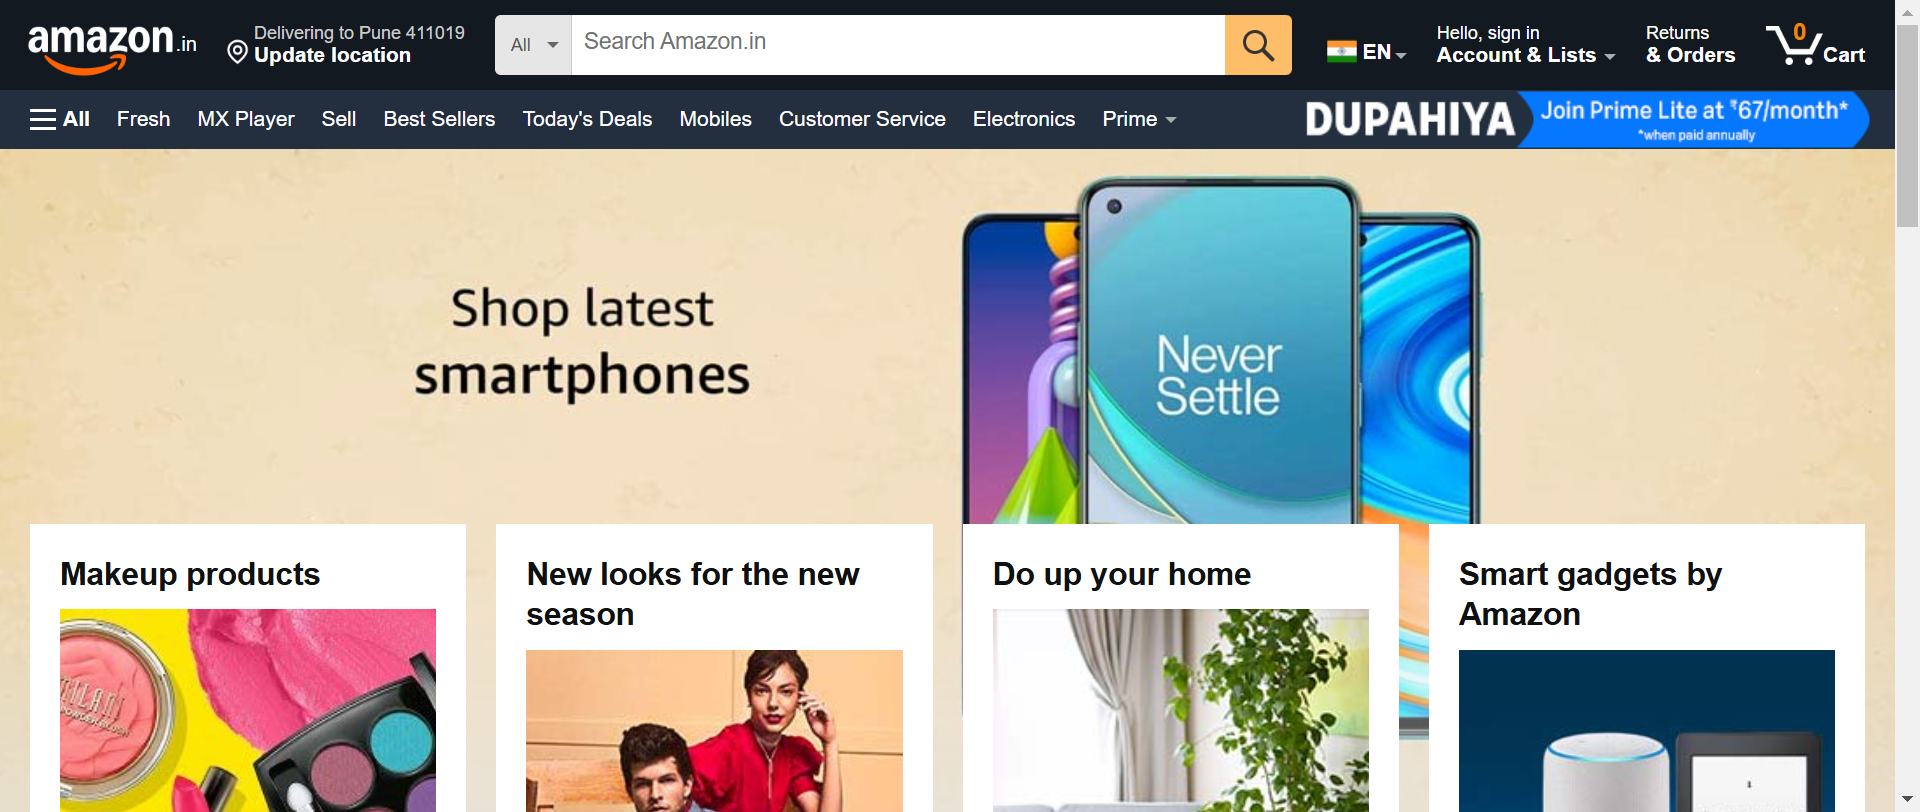 amazon.in
Delivering to Pune 411019
Update location
All
Search Amazon.in
EN
Hello, sign in
Account & Lists
Returns
& Orders
0
Cart
All
Fresh
MX Player
Sell
Best Sellers
Today's Deals
Mobiles
Customer Service
Electronics
Prime
DUPAHIYA
Join Prime Lite at ₹67/month*
*when paid annually
Shop latest
smartphones
Never
Settle
Makeup products
New looks for the new
season
Do up your home
Smart gadgets by
Amazon
MILANI
POWDER BLUSH